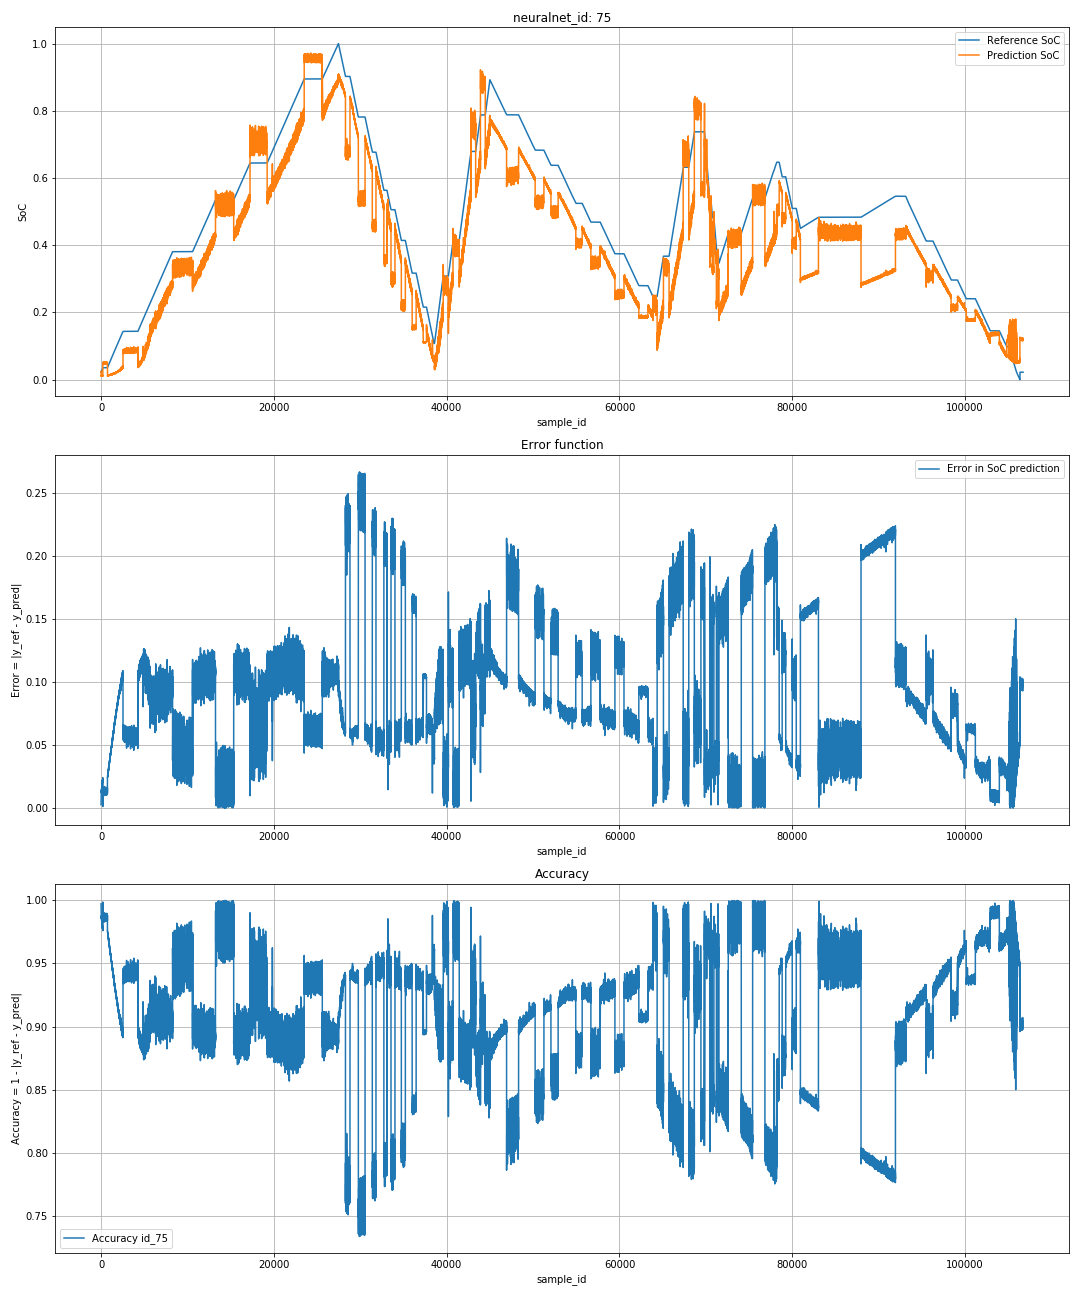 neuralnet_id: 75
Reference SoC
Prediction SoC
1.0
0.8
0.6
0.4
0.2
0.0
SoC
0
20000
40000
60000
80000
100000
sample_id
Error function
Error in SoC prediction
0.25
0.20
0.15
0.10
0.05
0.00
Error = |y_ref - y_pred|
0
20000
40000
60000
80000
100000
sample_id
Accuracy
1.00
0.95
0.90
0.85
0.80
0.75
Accuracy = 1 - |y_ref - y_pred|
Accuracy id_75
0
20000
40000
60000
80000
100000
sample_id